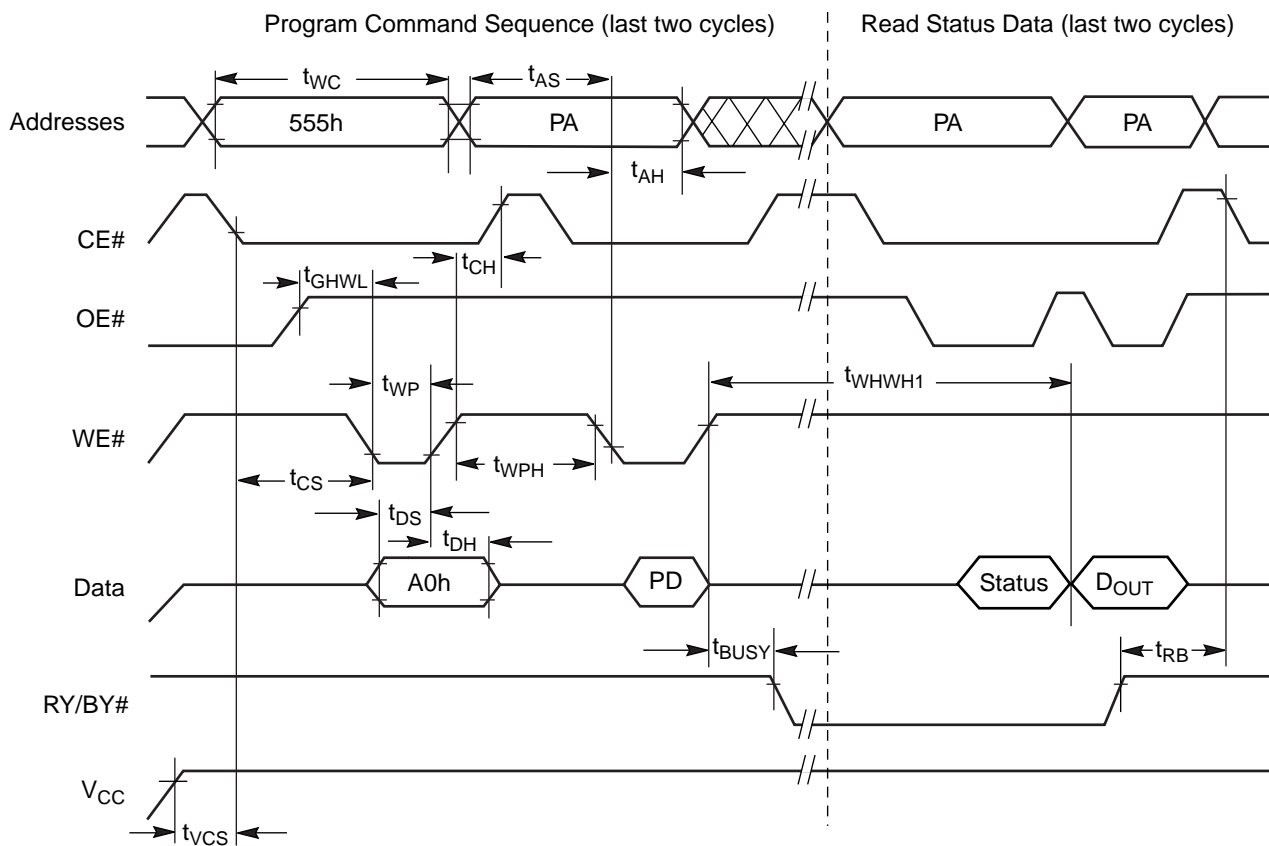 Program Command Sequence (last two cycles)
Read Status Data (last two cycles)
tWC
tAS
Addresses
555h
PA
PA
PA
tAH
CE#
tCH
tGHWL
OE#
tWP
tWHWH1
WE#
tCS
tWPH
tDS
tDH
Data
A0h
PD
Status
DOUT
tBUSY
tRB
RY/BY#
VCC
tVCS